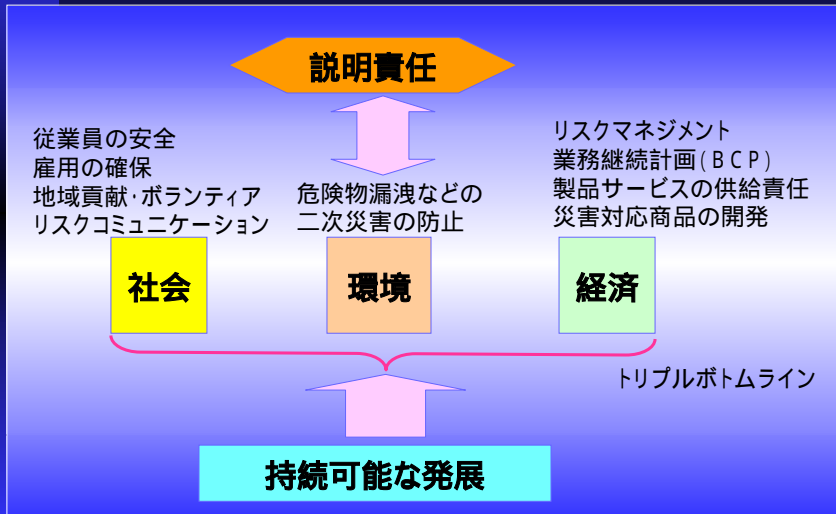 説明責任
従業員の安全
雇用の確保
地域貢献・ボランティア
リスクコミュニケーション
危険物漏洩などの
二次災害の防止
リスクマネジメント
業務継続計画(BCP)
製品サービスの供給責任
災害対応商品の開発
社会
環境
経済
トリプルボトムライン
持続可能な発展